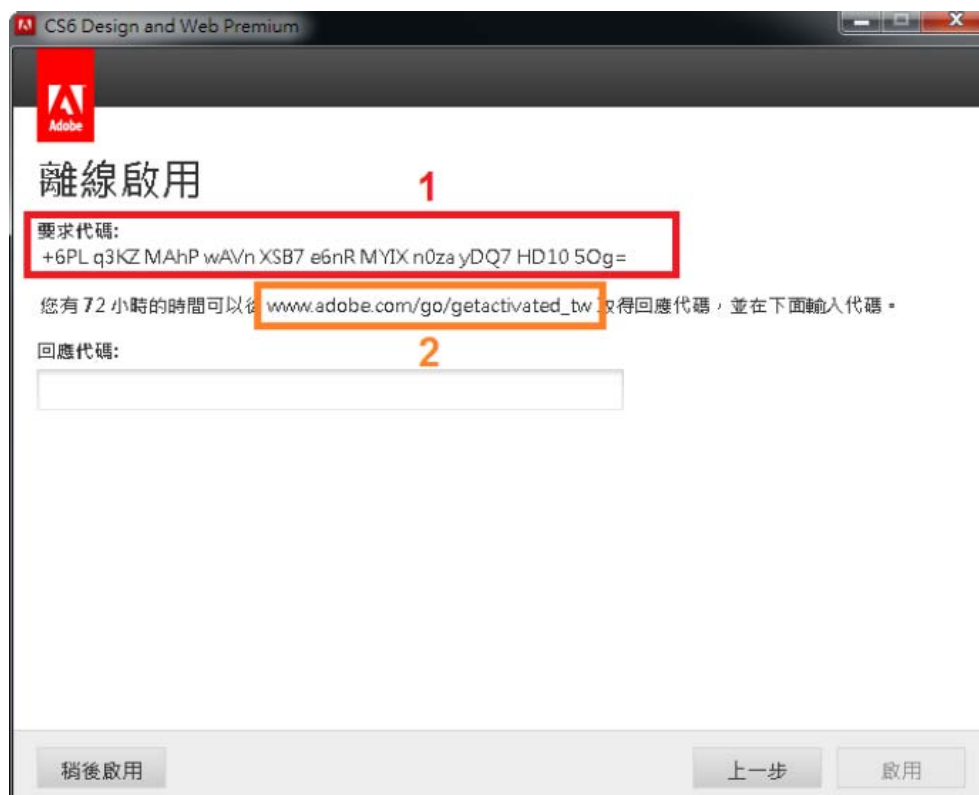 CS6 Design and Web Premium
Adobe
離線啟用
1
要求代碼:
+6PL q3KZ MAhP wAVn XSB7 e6nR MYIX n0za yDQ7 HD10 5Og=
您有 72 小時的時間可以從 www.adobe.com/go/getactivated_tw 取得回應代碼，並在下面輸入代碼。
2
回應代碼:
稍後啟用
上一步
啟用